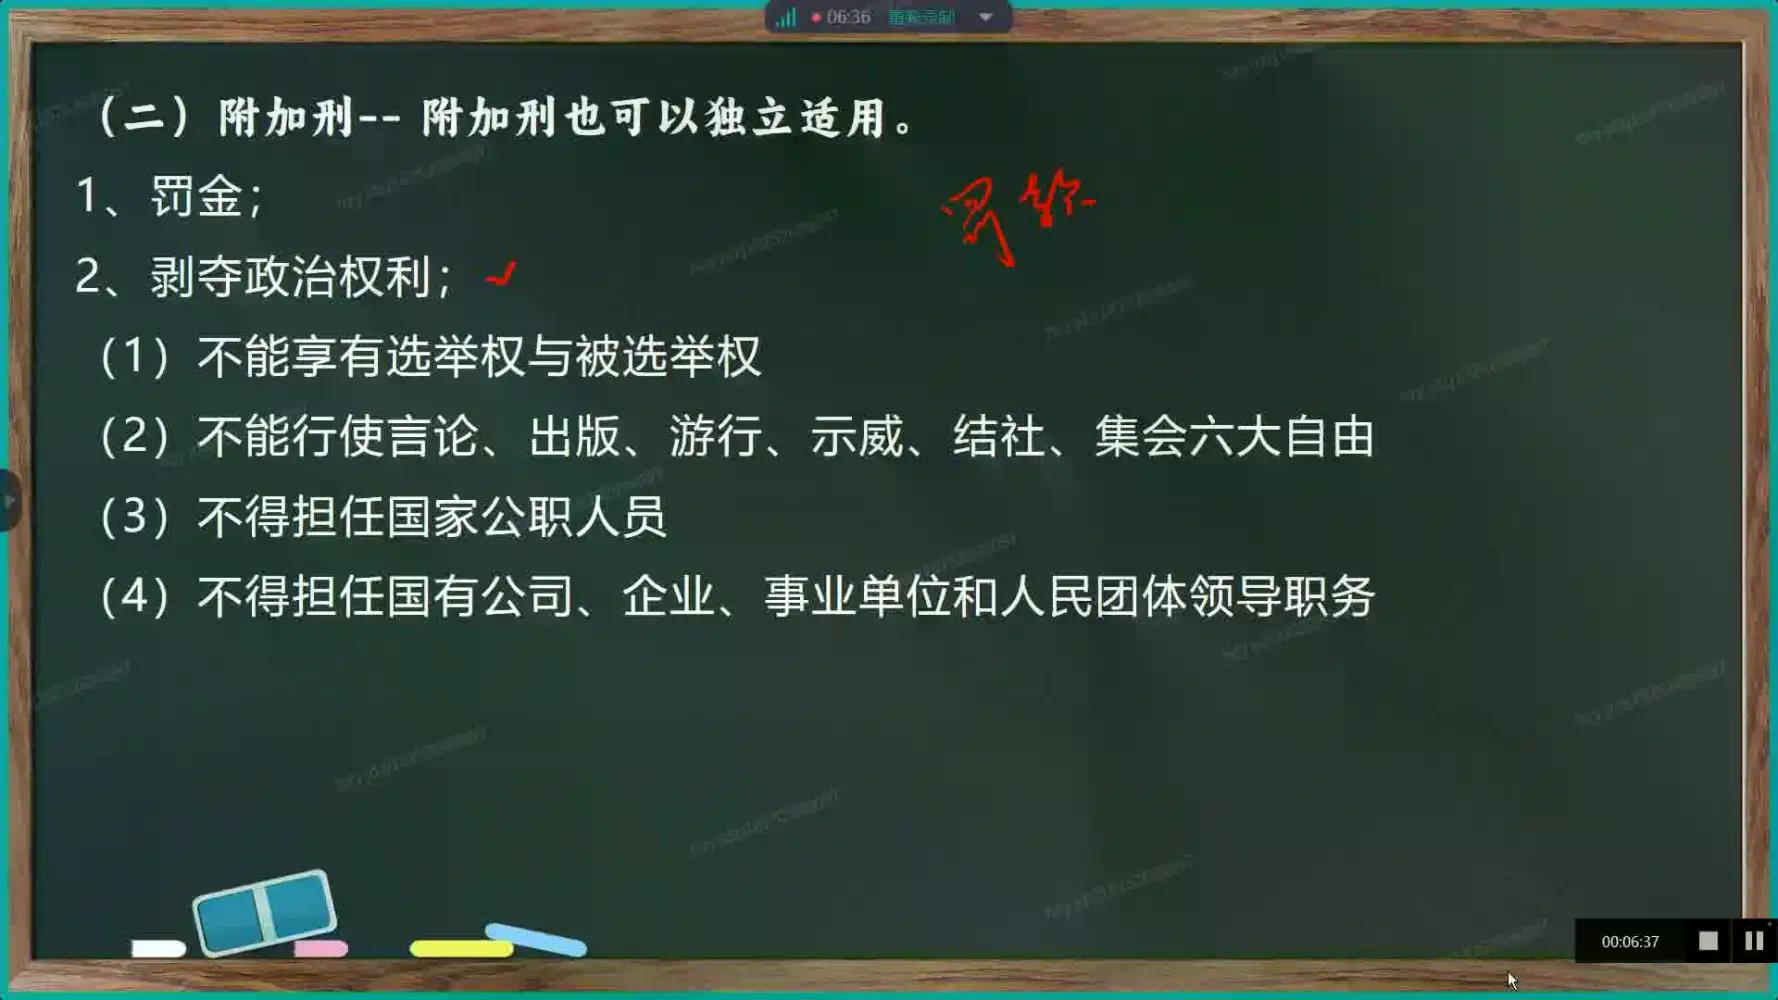 06:36
（二）附加刑-- 附加刑也可以独立适用。
1、罚金；
罚款
2、剥夺政治权利；
（1）不能享有选举权与被选举权
（2）不能行使言论、出版、游行、示威、结社、集会六大自由
（3）不得担任国家公职人员
（4）不得担任国有公司、企业、事业单位和人民团体领导职务
00:06:37